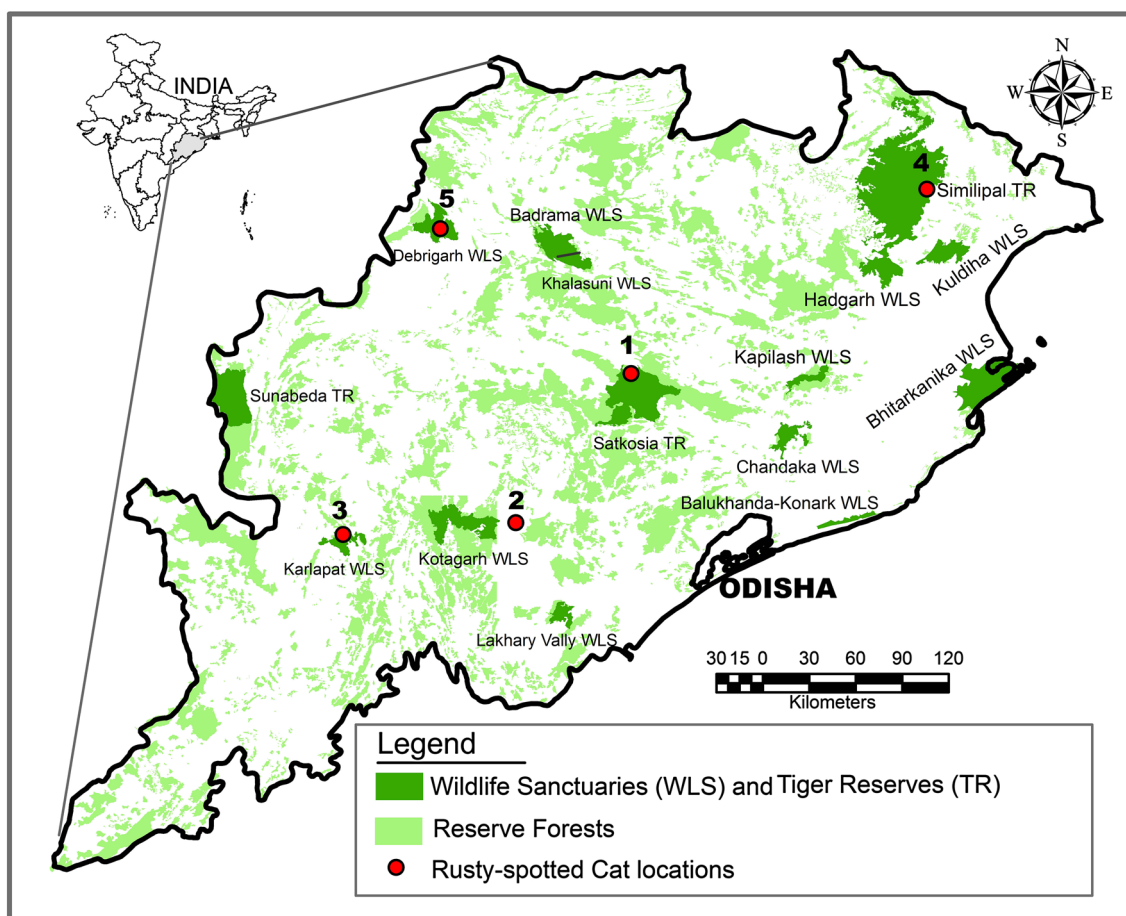 INDIA
N
W E
S
4
Similipal TR
5
Badrama WLS
Debrigarh WLS
Khalasuni WLS
Kuldiha WLS
Hadgarh WLS
1
Kapilash WLS
Bhitarkanika WLS
Sunabeda TR
Satkosia TR
Chandaka WLS
2
3
Balukhanda-Konark WLS
Karlapat WLS
Kotagarh WLS
ODISHA
Lakhary Vally WLS
30 15 0 30 60 90 120
Kilometers
Legend
Wildlife Sanctuaries (WLS) and Tiger Reserves (TR)
Reserve Forests
Rusty-spotted Cat locations